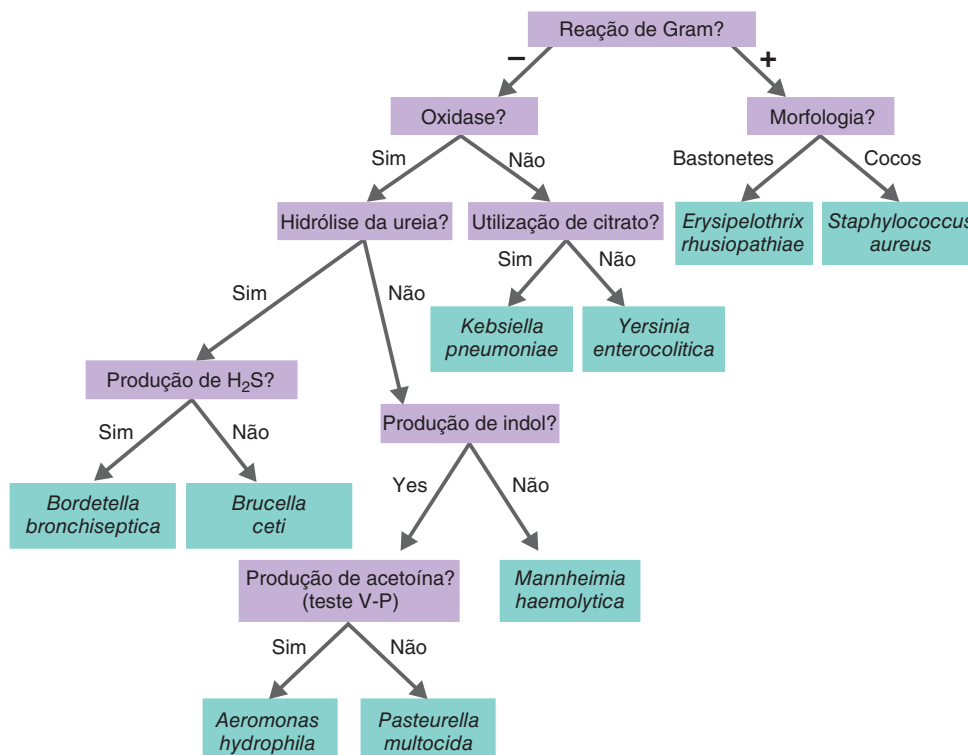 Reação de Gram?
– +
Oxidase? Morfologia?
Sim Não Bastonetes Cocos
Hidrólise da ureia? Utilização de citrato? Erysipelothrix Staphylococcus
rhusiopathiae aureus
Sim Não Sim Não
Kebsiella Yersinia
pneumoniae enterocolitica
Produção de H₂S?
Produção de indol?
Sim Não
Yes Não
Bordetella Brucella
bronchiseptica ceti
Produção de acetoína? Mannheimia
(teste V-P) haemolytica
Sim Não
Aeromonas Pasteurella
hydrophila multocida